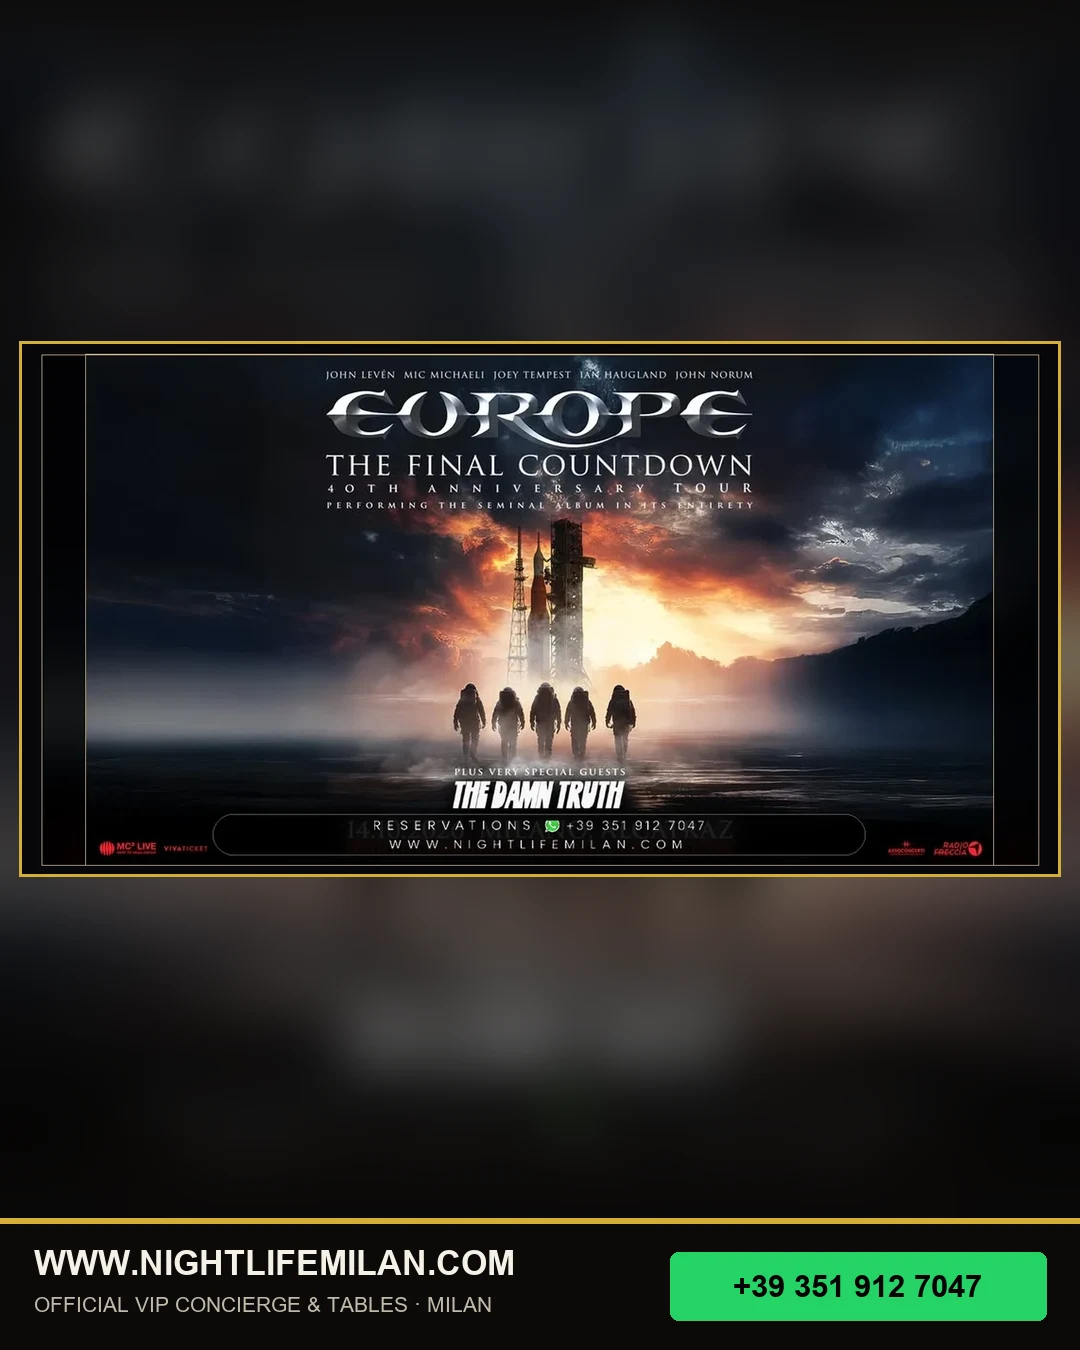 JOHN LEVÉN MIC MICHAELI JOEY TEMPEST IAN HAUGLAND JOHN NORUM
EUROPE
THE FINAL COUNTDOWN
40TH ANNIVERSARY TOUR
PERFORMING THE SEMINAL ALBUM IN ITS ENTIRETY
PLUS VERY SPECIAL GUESTS
THE DAMN TRUTH
RESERVATIONS +39 351 912 7047
WWW.NIGHTLIFEMILAN.COM
MC² LIVE
VIVATICKET
ASSOCONCERTI
RADIO FRECCIA
WWW.NIGHTLIFEMILAN.COM
OFFICIAL VIP CONCIERGE & TABLES · MILAN
+39 351 912 7047